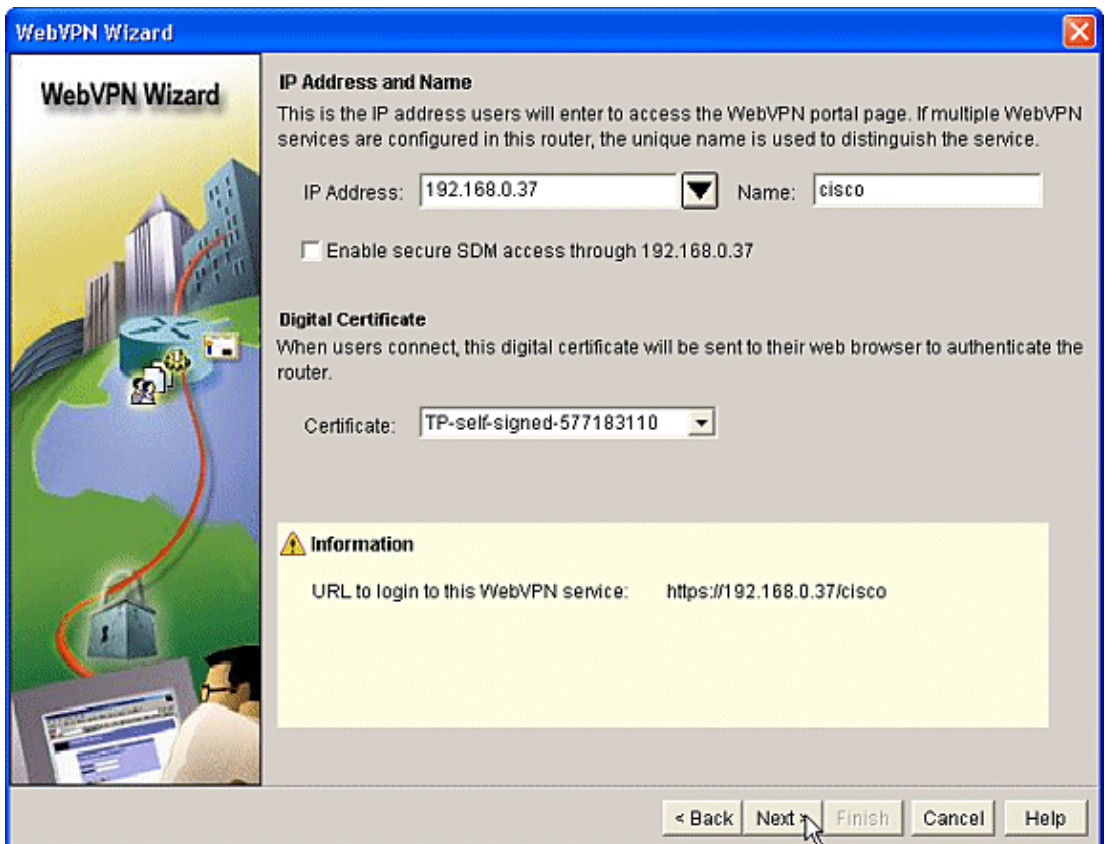 WebVPN Wizard
WebVPN Wizard
IP Address and Name
This is the IP address users will enter to access the WebVPN portal page. If multiple WebVPN
services are configured in this router, the unique name is used to distinguish the service.
IP Address: 192.168.0.37 Name: cisco
Enable secure SDM access through 192.168.0.37
Digital Certificate
When users connect, this digital certificate will be sent to their web browser to authenticate the
router.
Certificate: TP-self-signed-577183110
Information
URL to login to this WebVPN service: https://192.168.0.37/cisco
< Back Next > Finish Cancel Help